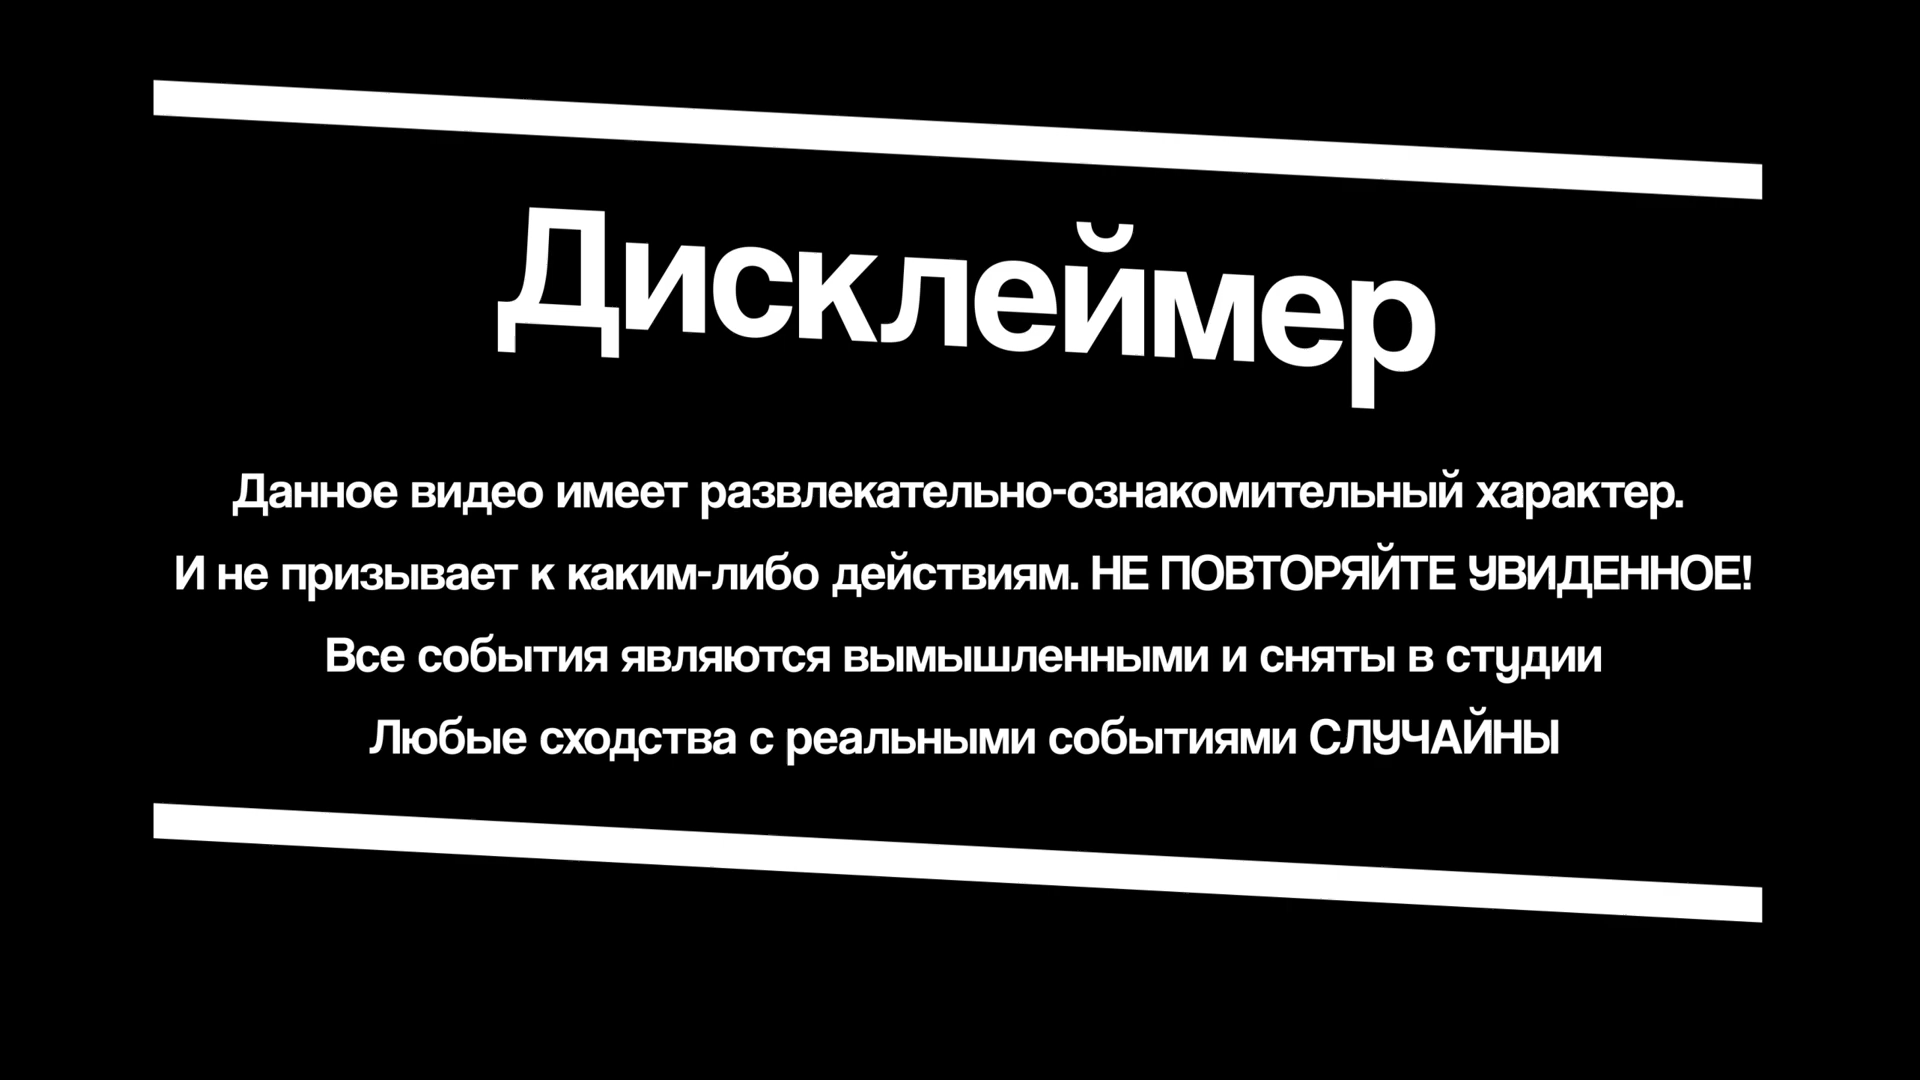 Дисклеймер
Данное видео имеет развлекательно-ознакомительный характер.
И не призывает к каким-либо действиям. НЕ ПОВТОРЯЙТЕ УВИДЕННОЕ!
Все события являются вымышленными и сняты в студии
Любые сходства с реальными событиями СЛУЧАЙНЫ